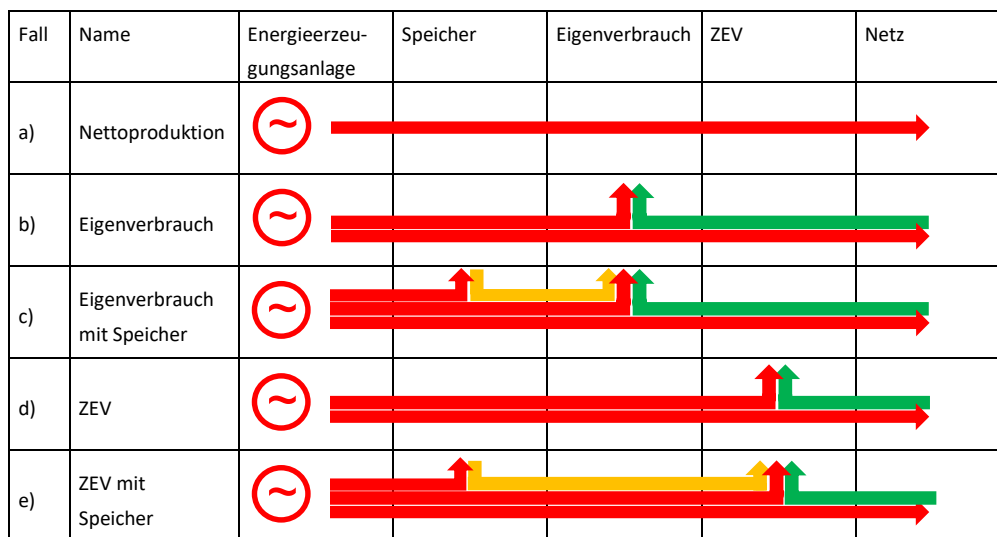 Fall Name Energieerzeu- Speicher Eigenverbrauch ZEV Netz
gungsanlage
a) Nettoproduktion ~
b) Eigenverbrauch ~
c) Eigenverbrauch ~
mit Speicher
d) ZEV ~
e) ZEV mit ~
Speicher